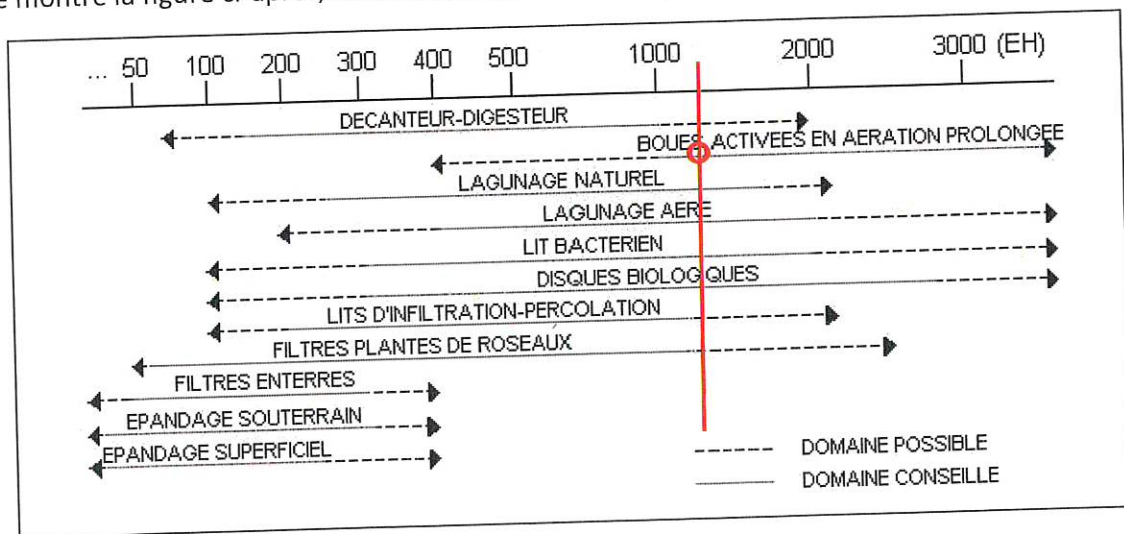 e montre la figure
... 50 100 200 300 400 500 1000 2000 3000 (EH)
DECANTEUR-DIGESTEUR
BOUES ACTIVEES EN AERATION PROLONGEE
LAGUNAGE NATUREL
LAGUNAGE AERE
LIT BACTERIEN
DISQUES BIOLOGIQUES
LITS D'INFILTRATION-PERCOLATION
FILTRES PLANTES DE ROSEAUX
FILTRES ENTERRES
EPANDAGE SOUTERRAIN
EPANDAGE SUPERFICIEL
DOMAINE POSSIBLE
DOMAINE CONSEILLE